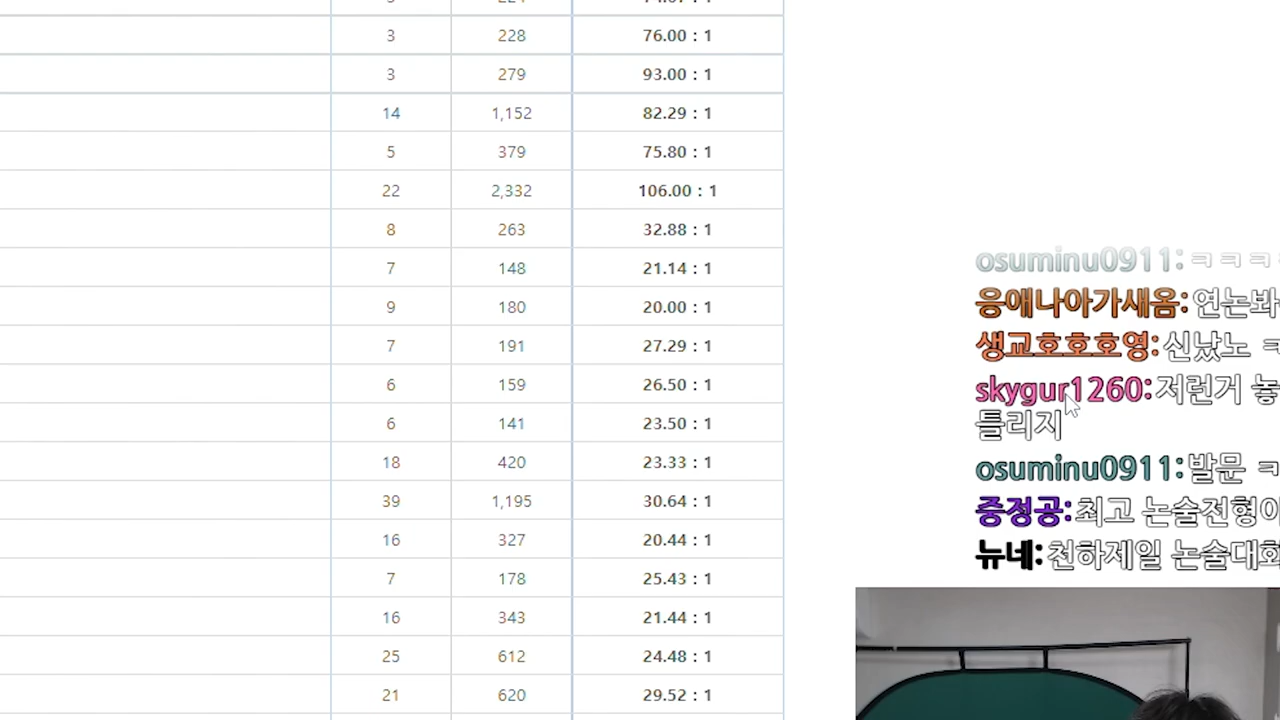 3 228 76.00 : 1
3 279 93.00 : 1
14 1,152 82.29 : 1
5 379 75.80 : 1
22 2,332 106.00 : 1
8 263 32.88 : 1
7 148 21.14 : 1
9 180 20.00 : 1
7 191 27.29 : 1
6 159 26.50 : 1
6 141 23.50 : 1
18 420 23.33 : 1
39 1,195 30.64 : 1
16 327 20.44 : 1
7 178 25.43 : 1
16 343 21.44 : 1
25 612 24.48 : 1
21 620 29.52 : 1
osuminu0911: ㅋㅋㅋ
응애나아가새옴: 연논봐
생교호호호영: 신났노 ㅋ
skygur1260: 저런거 놓
틀리지
osuminu0911: 발문 ㅋ
중정공: 최고 논술전형이
뉴네: 천하제일 논술대회